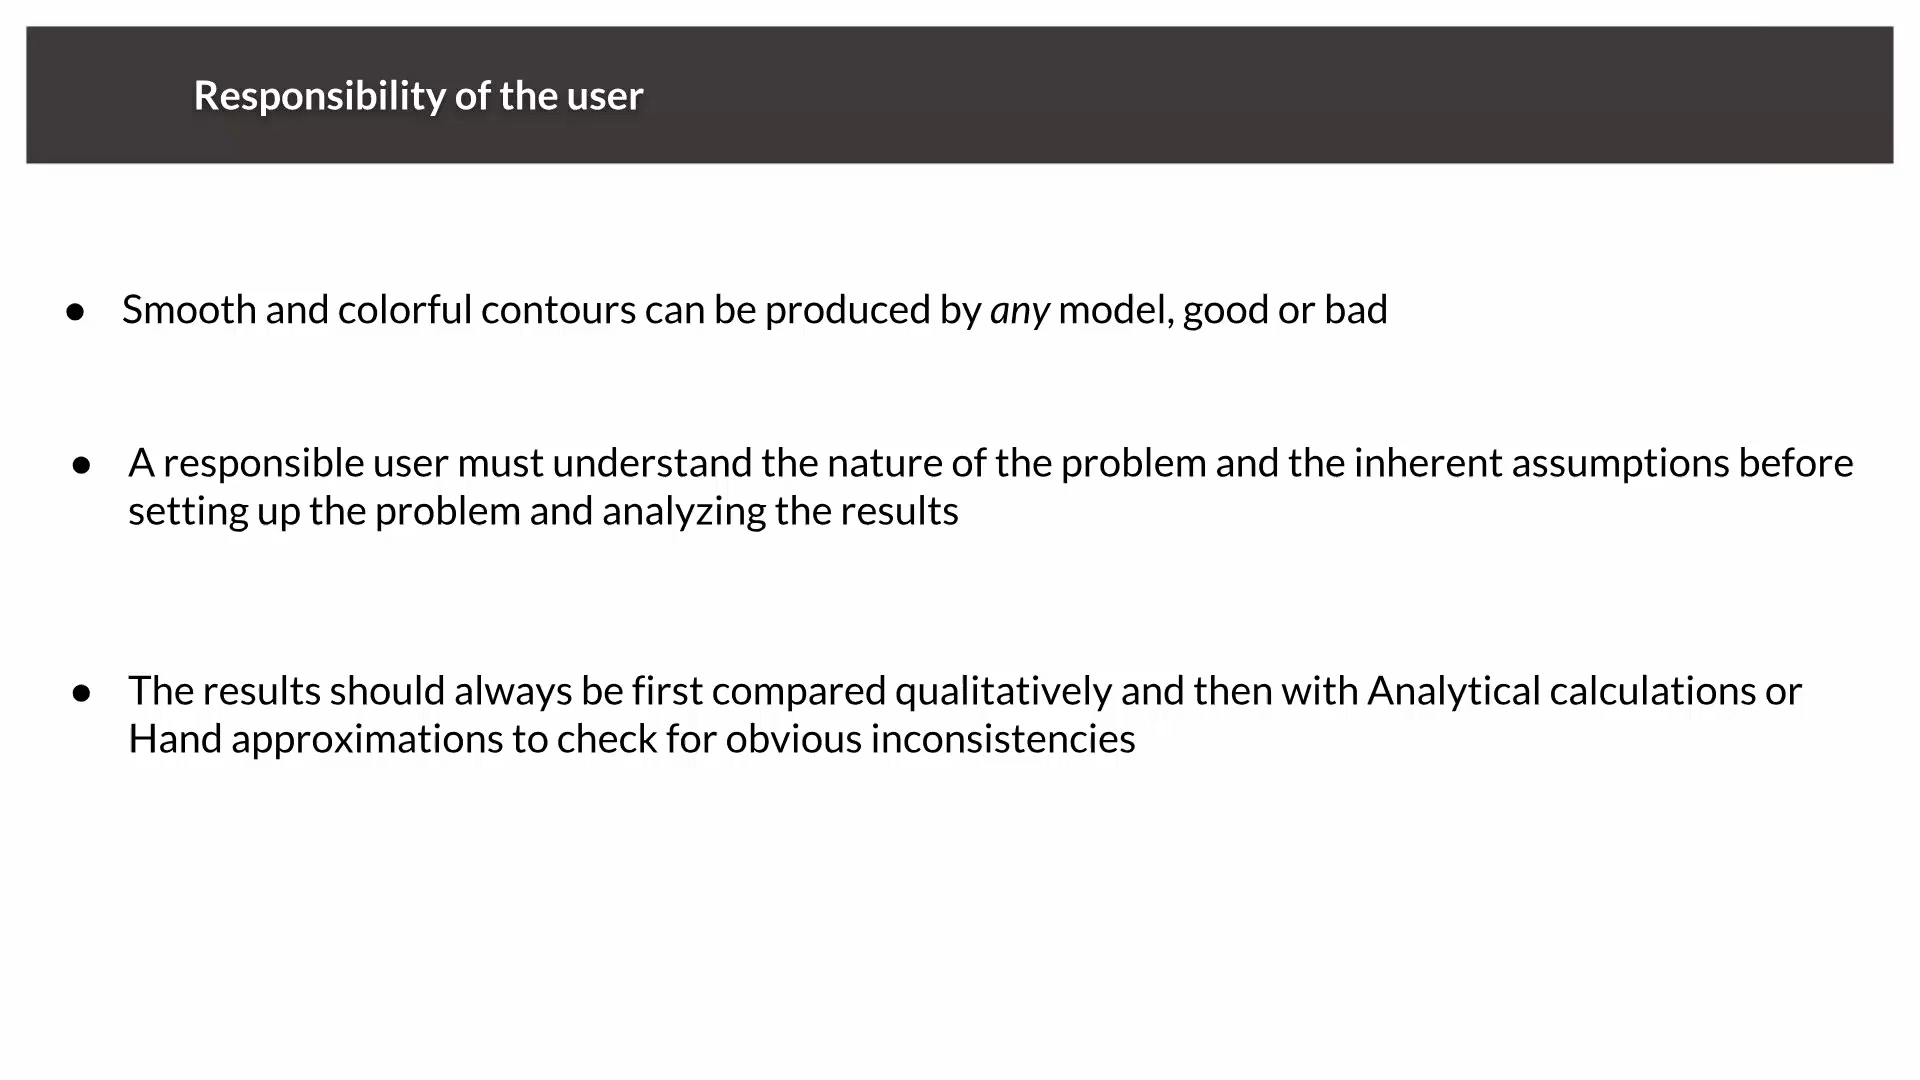 Responsibility of the user
● Smooth and colorful contours can be produced by any model, good or bad
● A responsible user must understand the nature of the problem and the inherent assumptions before
setting up the problem and analyzing the results
● The results should always be first compared qualitatively and then with Analytical calculations or
Hand approximations to check for obvious inconsistencies